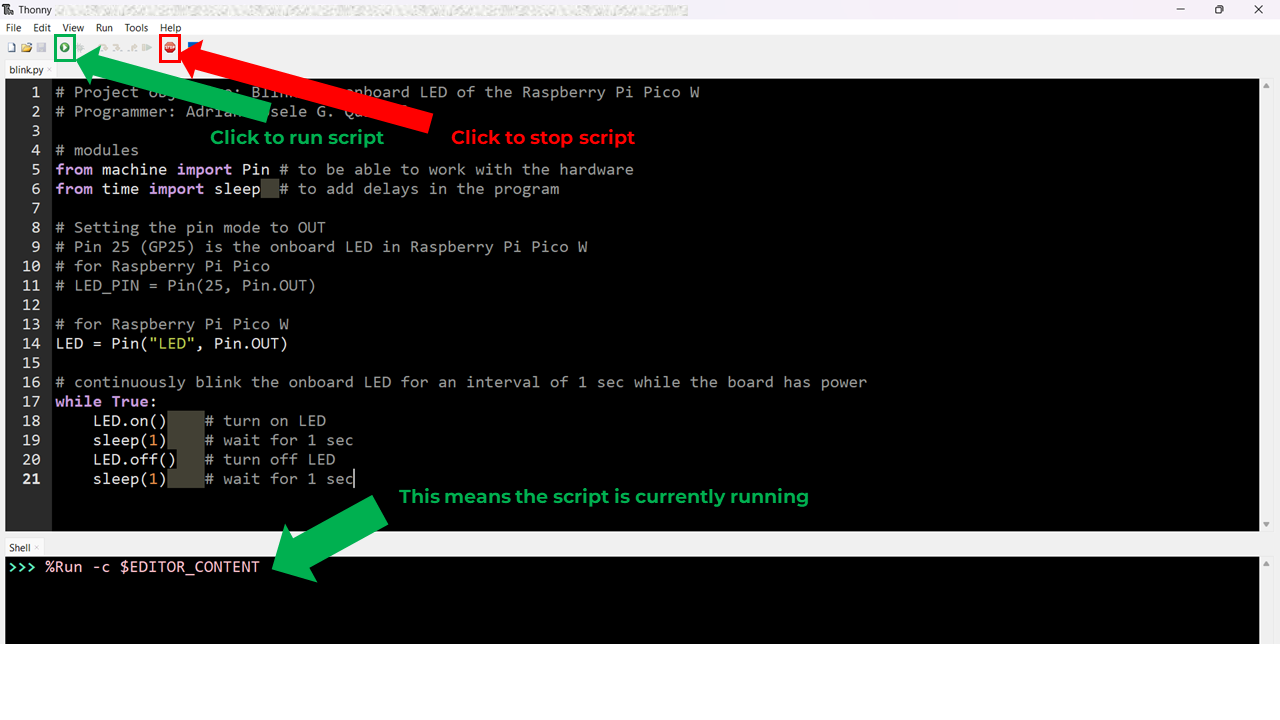 Thonny
File Edit View Run Tools Help
STOP
blink.py ×
1 # Project Blin onboard LED of the Raspberry Pi Pico W
2 # Programmer: Adrian sele G.
3
Click to run script
Click to stop script
4 # modules
5 from machine import Pin # to be able to work with the hardware
6 from time import sleep # to add delays in the program
7
8 # Setting the pin mode to OUT
9 # Pin 25 (GP25) is the onboard LED in Raspberry Pi Pico W
10 # for Raspberry Pi Pico
11 # LED_PIN = Pin(25, Pin.OUT)
12
13 # for Raspberry Pi Pico W
14 LED = Pin("LED", Pin.OUT)
15
16 # continuously blink the onboard LED for an interval of 1 sec while the board has power
17 while True:
18 LED.on() # turn on LED
19 sleep(1) # wait for 1 sec
20 LED.off() # turn off LED
21 sleep(1) # wait for 1 sec
This means the script is currently running
Shell ×
>>> %Run -c $EDITOR_CONTENT